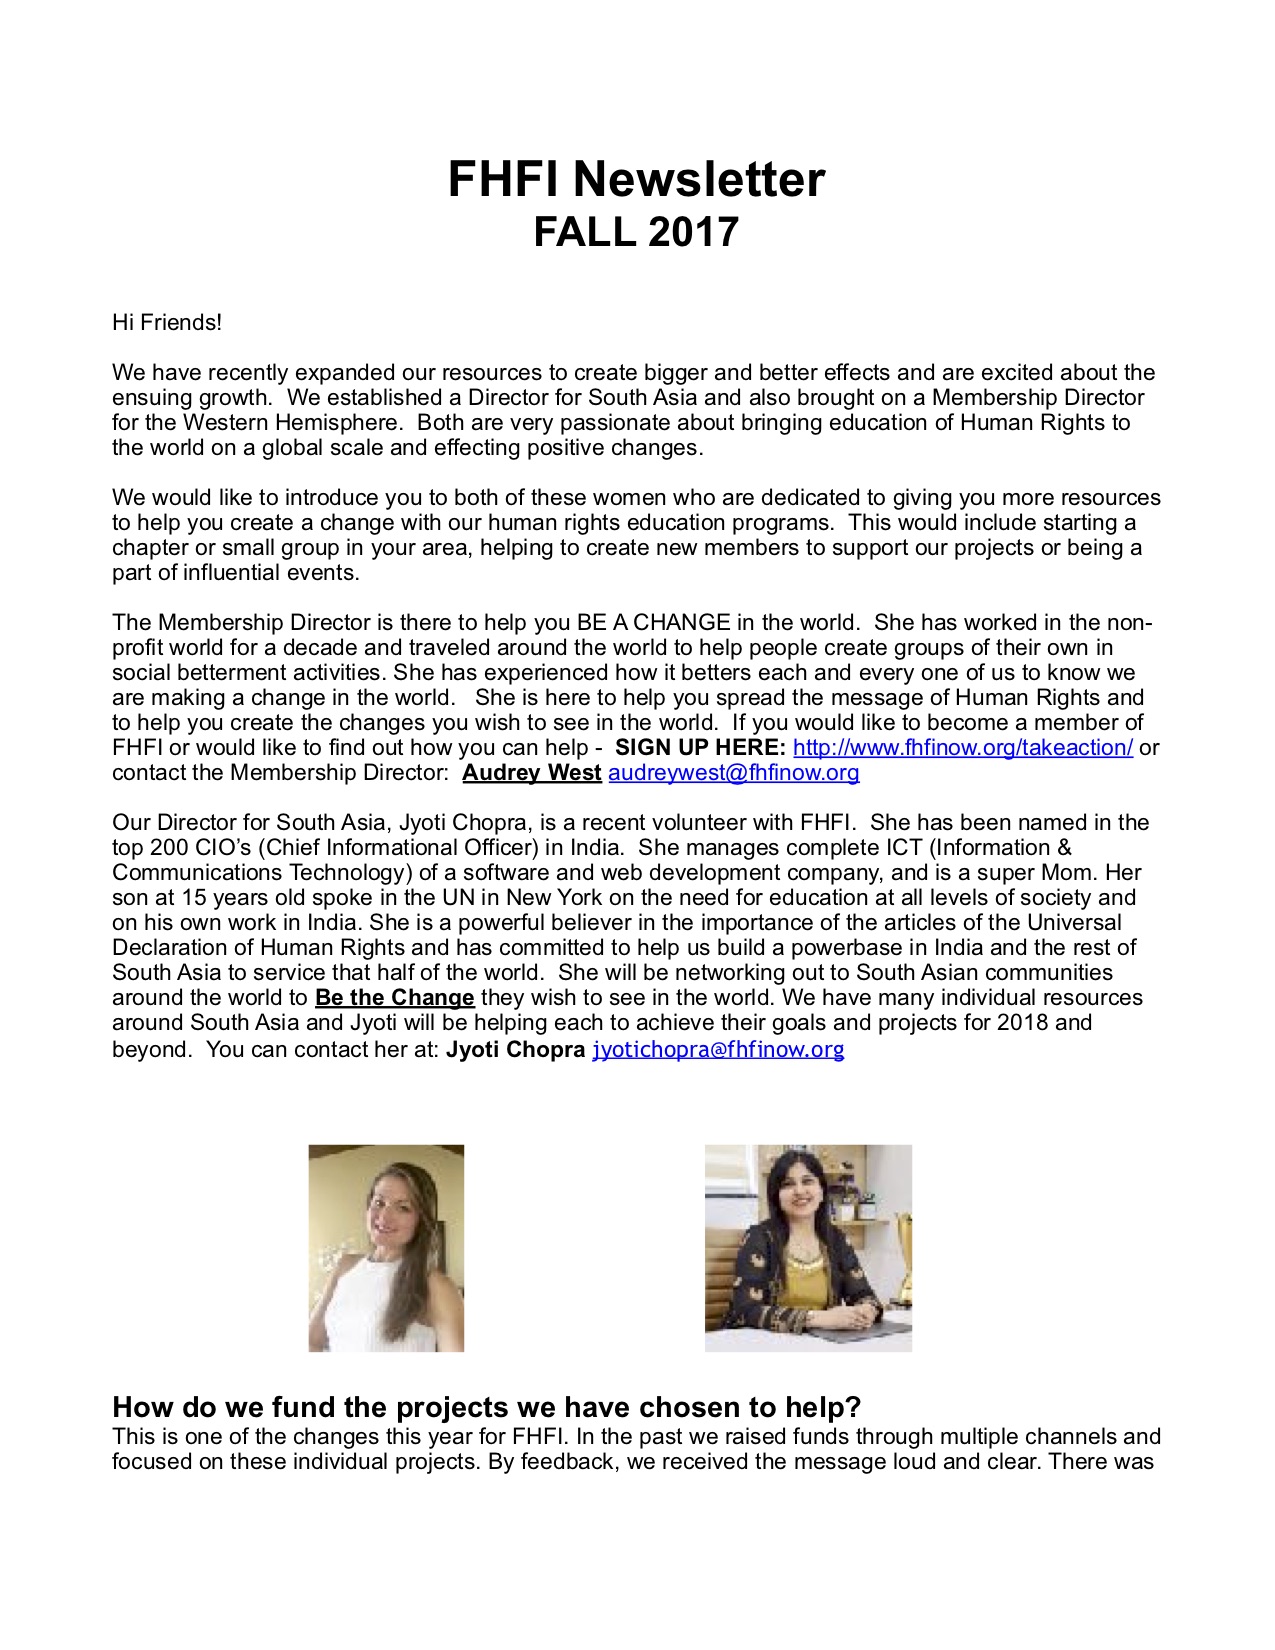 FHFI Newsletter
FALL 2017
Hi Friends!
We have recently expanded our resources to create bigger and better effects and are excited about the
ensuing growth.  We established a Director for South Asia and also brought on a Membership Director
for the Western Hemisphere.  Both are very passionate about bringing education of Human Rights to
the world on a global scale and effecting positive changes.
We would like to introduce you to both of these women who are dedicated to giving you more resources
to help you create a change with our human rights education programs.  This would include starting a
chapter or small group in your area, helping to create new members to support our projects or being a
part of influential events.
The Membership Director is there to help you BE A CHANGE in the world.  She has worked in the non-
profit world for a decade and traveled around the world to help people create groups of their own in
social betterment activities. She has experienced how it betters each and every one of us to know we
are making a change in the world.   She is here to help you spread the message of Human Rights and
to help you create the changes you wish to see in the world.  If you would like to become a member of
FHFI or would like to find out how you can help -  SIGN UP HERE: http://www.fhfinow.org/takeaction/ or
contact the Membership Director:  Audrey West audreywest@fhfinow.org
Our Director for South Asia, Jyoti Chopra, is a recent volunteer with FHFI.  She has been named in the
top 200 CIO’s (Chief Informational Officer) in India.  She manages complete ICT (Information &
Communications Technology) of a software and web development company, and is a super Mom. Her
son at 15 years old spoke in the UN in New York on the need for education at all levels of society and
on his own work in India. She is a powerful believer in the importance of the articles of the Universal
Declaration of Human Rights and has committed to help us build a powerbase in India and the rest of
South Asia to service that half of the world.  She will be networking out to South Asian communities
around the world to Be the Change they wish to see in the world. We have many individual resources
around South Asia and Jyoti will be helping each to achieve their goals and projects for 2018 and
beyond.  You can contact her at: Jyoti Chopra jyotichopra@fhfinow.org
How do we fund the projects we have chosen to help?
This is one of the changes this year for FHFI. In the past we raised funds through multiple channels and
focused on these individual projects. By feedback, we received the message loud and clear. There was